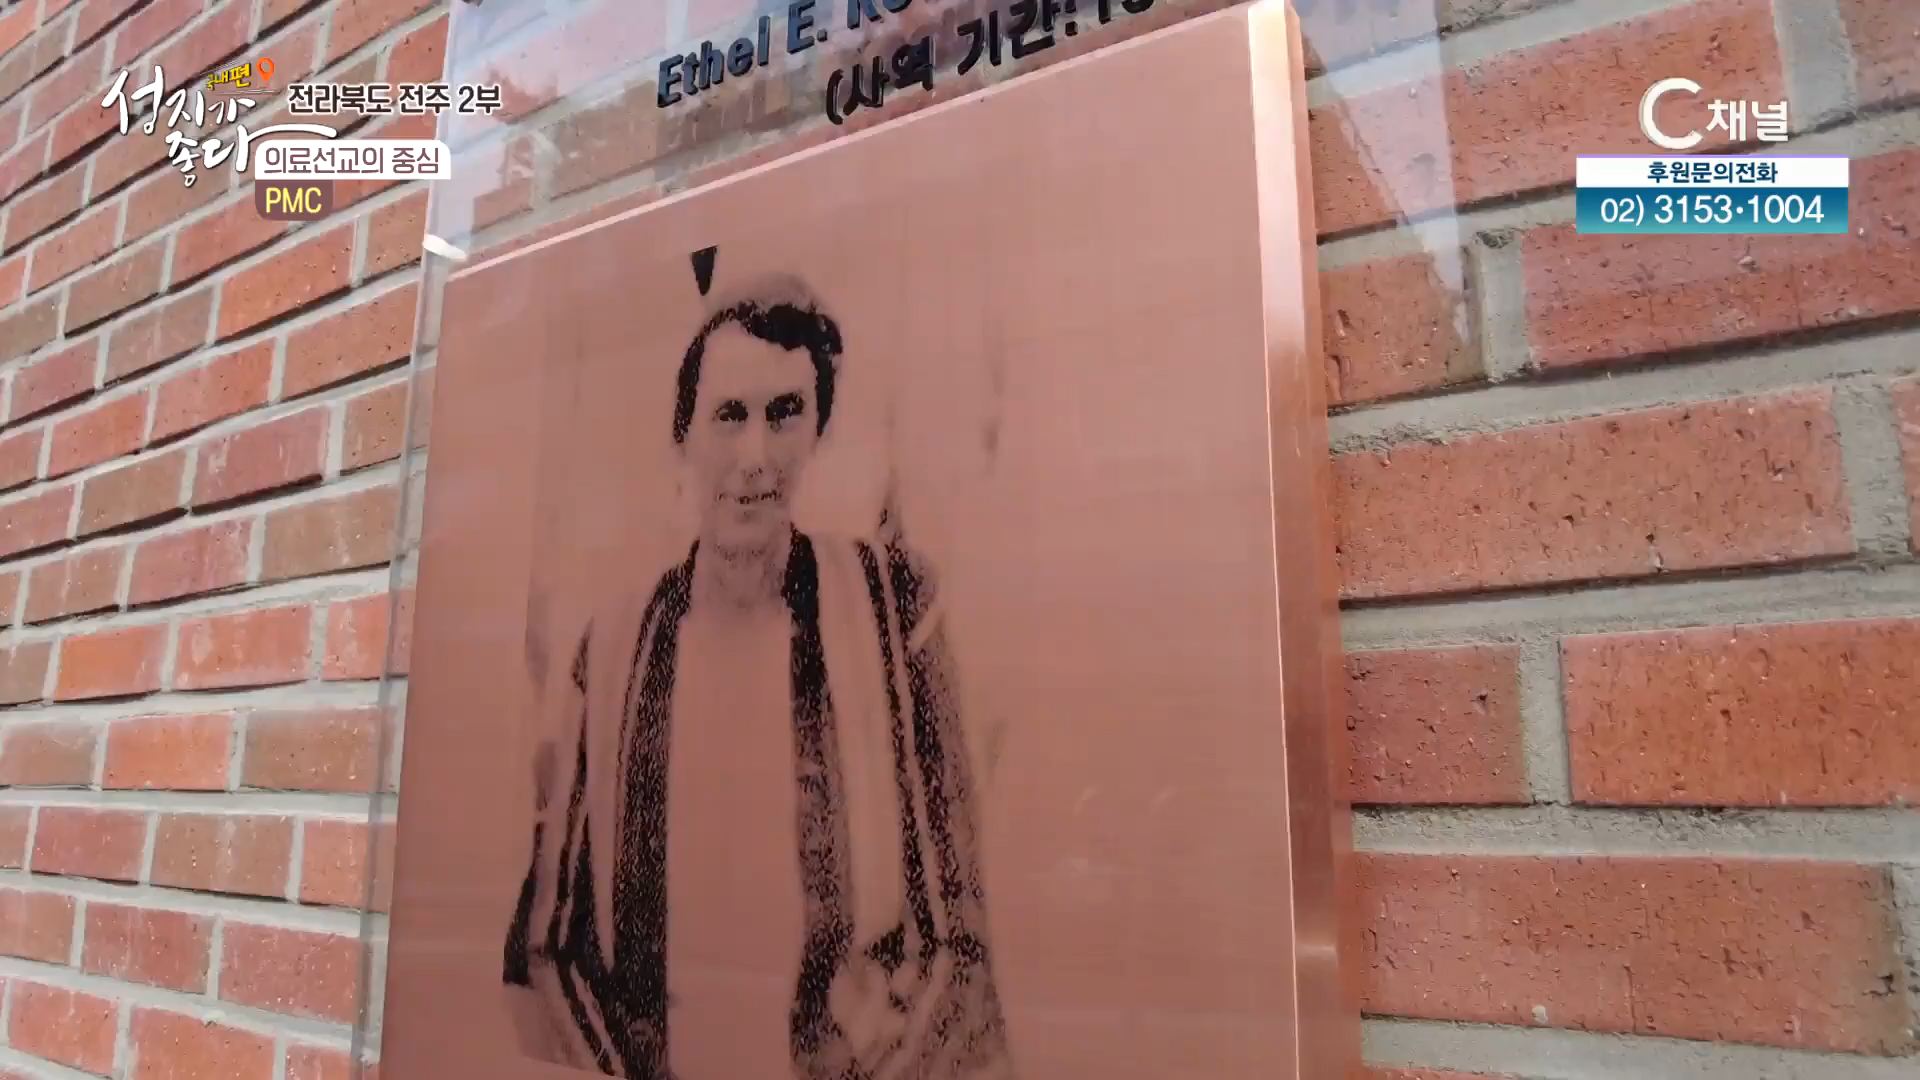 Ethel E.
(사역 기간:
국내편
성지가 좋다
전라북도 전주 2부
의료선교의 중심
PMC
C채널
후원문의전화
02) 3153·1004